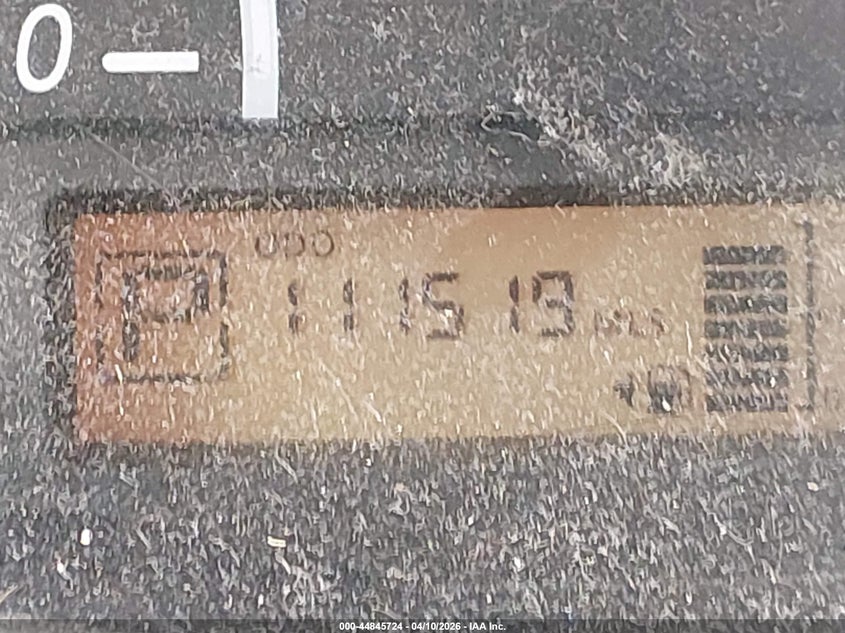 0
ODO
P 111519 MLS
000-44845724 - 04/10/2026 - IAA Inc.